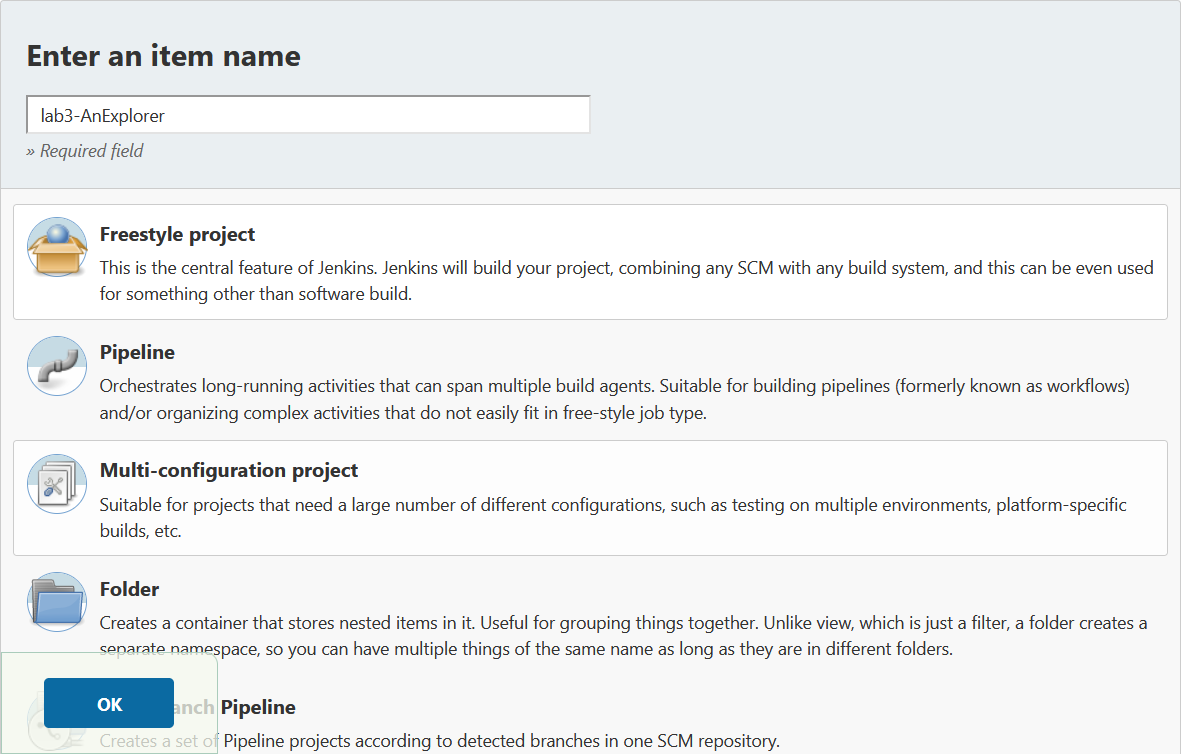 Enter an item name
lab3-AnExplorer
» Required field
Freestyle project
This is the central feature of Jenkins. Jenkins will build your project, combining any SCM with any build system, and this can be even used
for something other than software build.
Pipeline
Orchestrates long-running activities that can span multiple build agents. Suitable for building pipelines (formerly known as workflows)
and/or organizing complex activities that do not easily fit in free-style job type.
Multi-configuration project
Suitable for projects that need a large number of different configurations, such as testing on multiple environments, platform-specific
builds, etc.
Folder
Creates a container that stores nested items in it. Useful for grouping things together. Unlike view, which is just a filter, a folder creates a
separate namespace, so you can have multiple things of the same name as long as they are in different folders.
OK
anch Pipeline
Creates a set of Pipeline projects according to detected branches in one SCM repository.